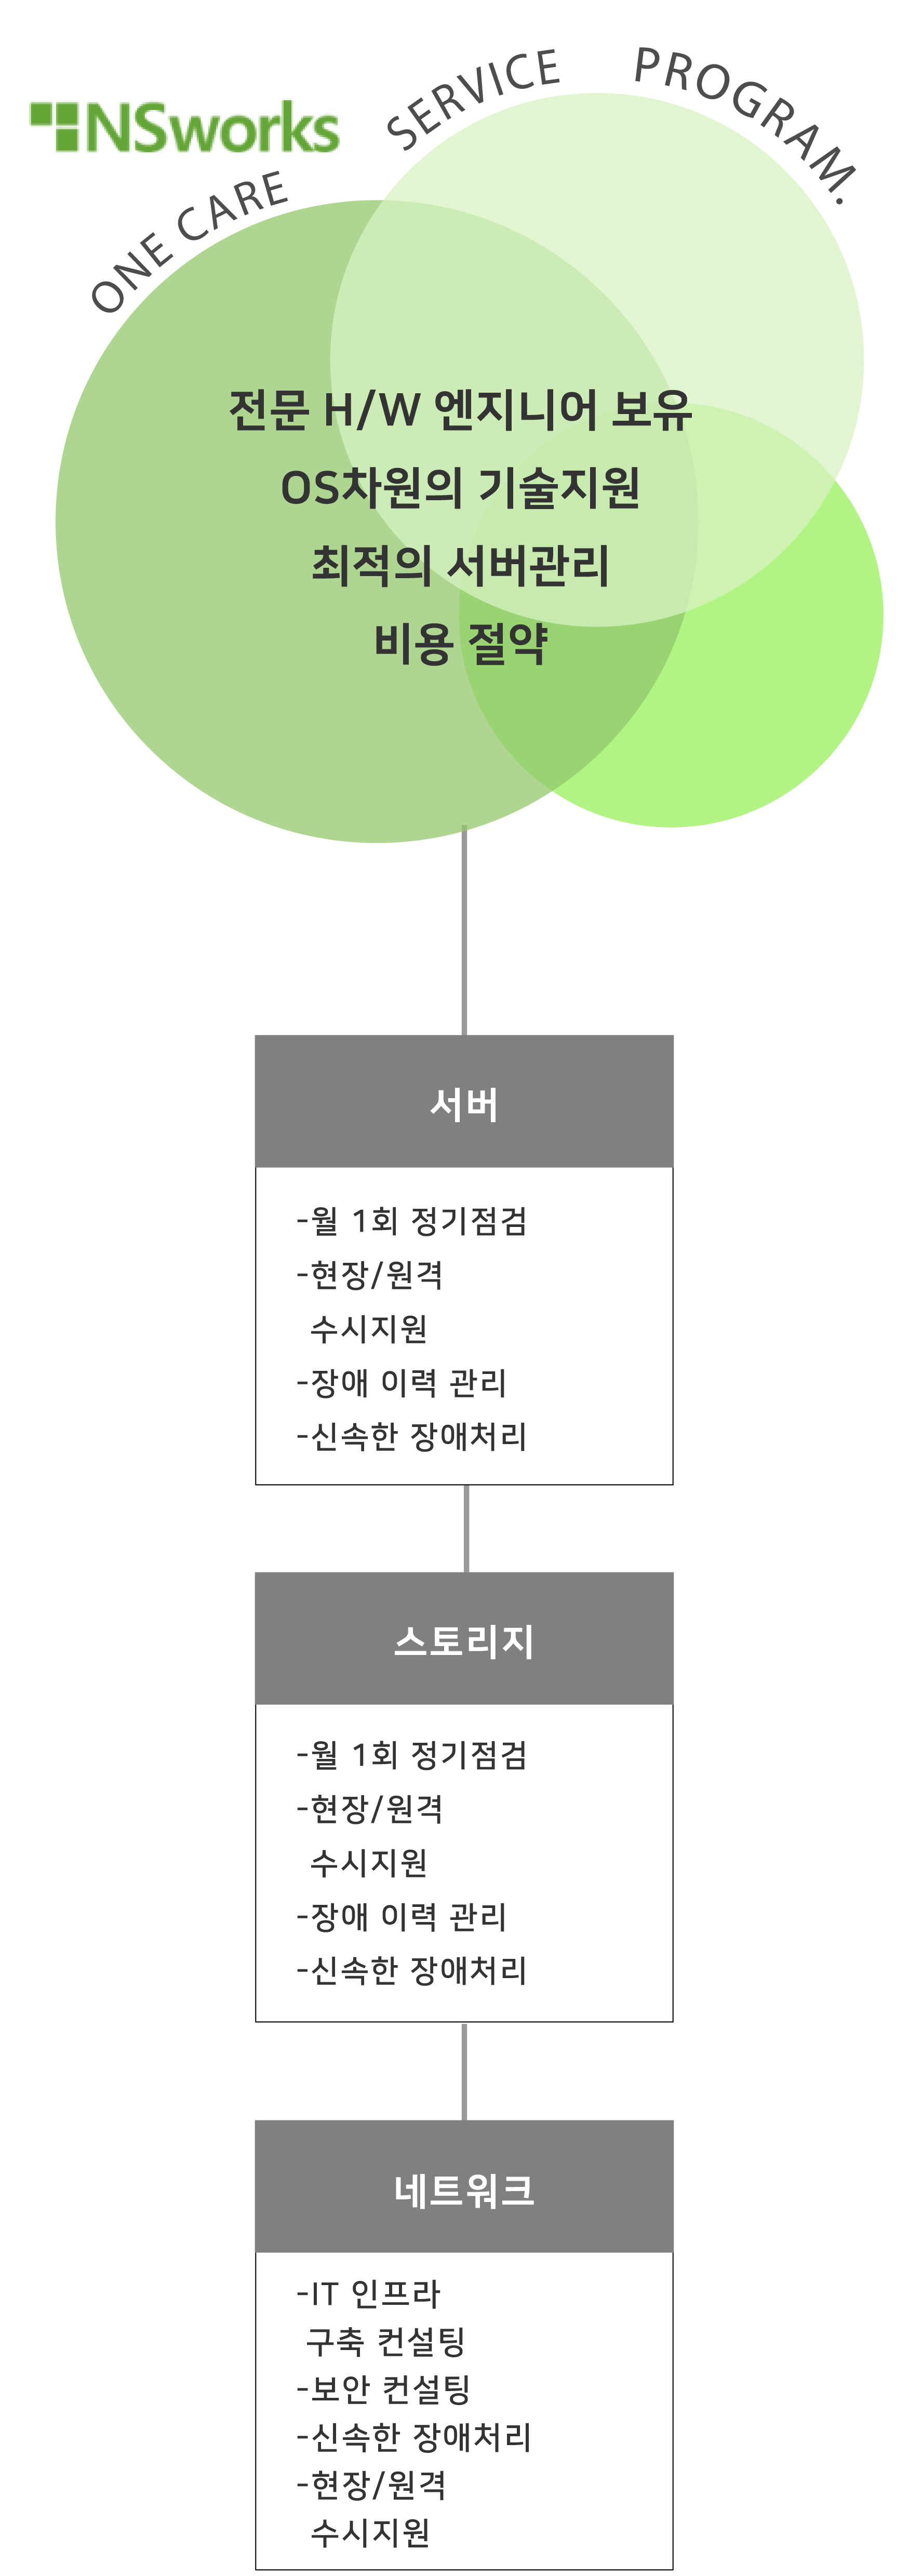 NSworks
ONE CARE SERVICE PROGRAM.
전문 H/W 엔지니어 보유
OS차원의 기술지원
최적의 서버관리
비용 절약
서버
-월 1회 정기점검
-현장/원격
수시지원
-장애 이력 관리
-신속한 장애처리
스토리지
-월 1회 정기점검
-현장/원격
수시지원
-장애 이력 관리
-신속한 장애처리
네트워크
-IT 인프라
구축 컨설팅
-보안 컨설팅
-신속한 장애처리
-현장/원격
수시지원